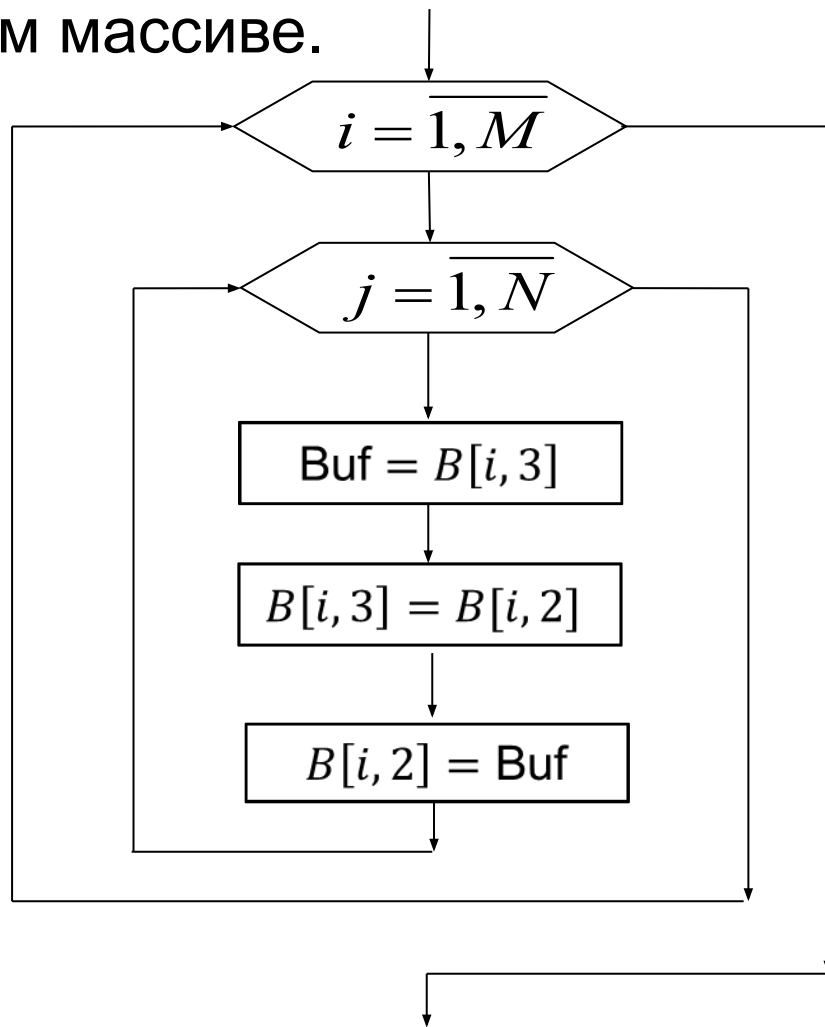 м массиве.
i = 1, M
j = 1, N
Buf = B[i, 3]
B[i, 3] = B[i, 2]
B[i, 2] = Buf